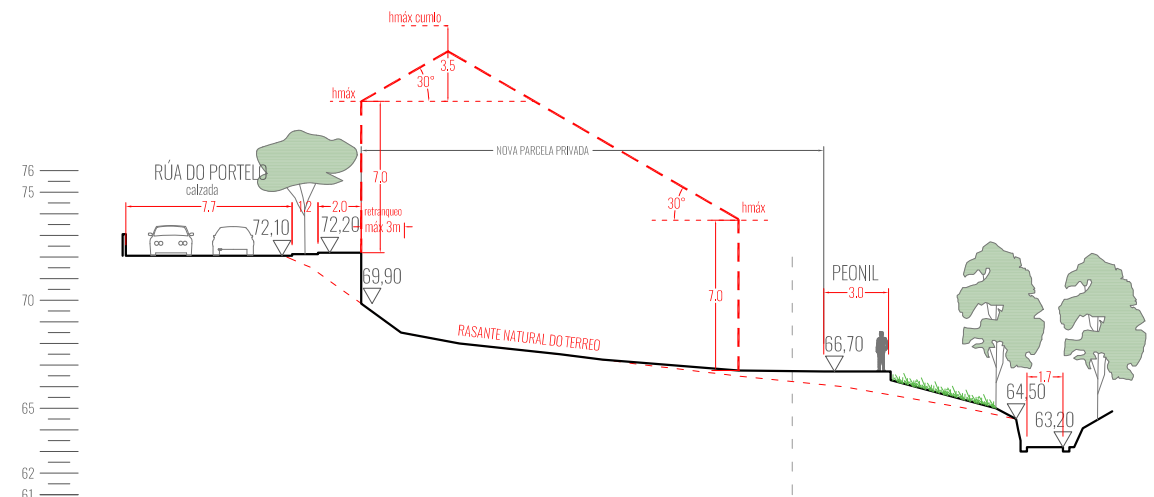 hmáx cumio
3.5
30°
hmáx
NOVA PARCELA PRIVADA
76
75
RÚA DO PORTELO
calzada
7.0
7.7
1.2
2.0
retranqueo
máx 3m
30°
hmáx
72,10
72,20
69,90
PEONIL
3.0
70
7.0
RASANTE NATURAL DO TERREO
66,70
1.7
64,50
63,20
65
62
61